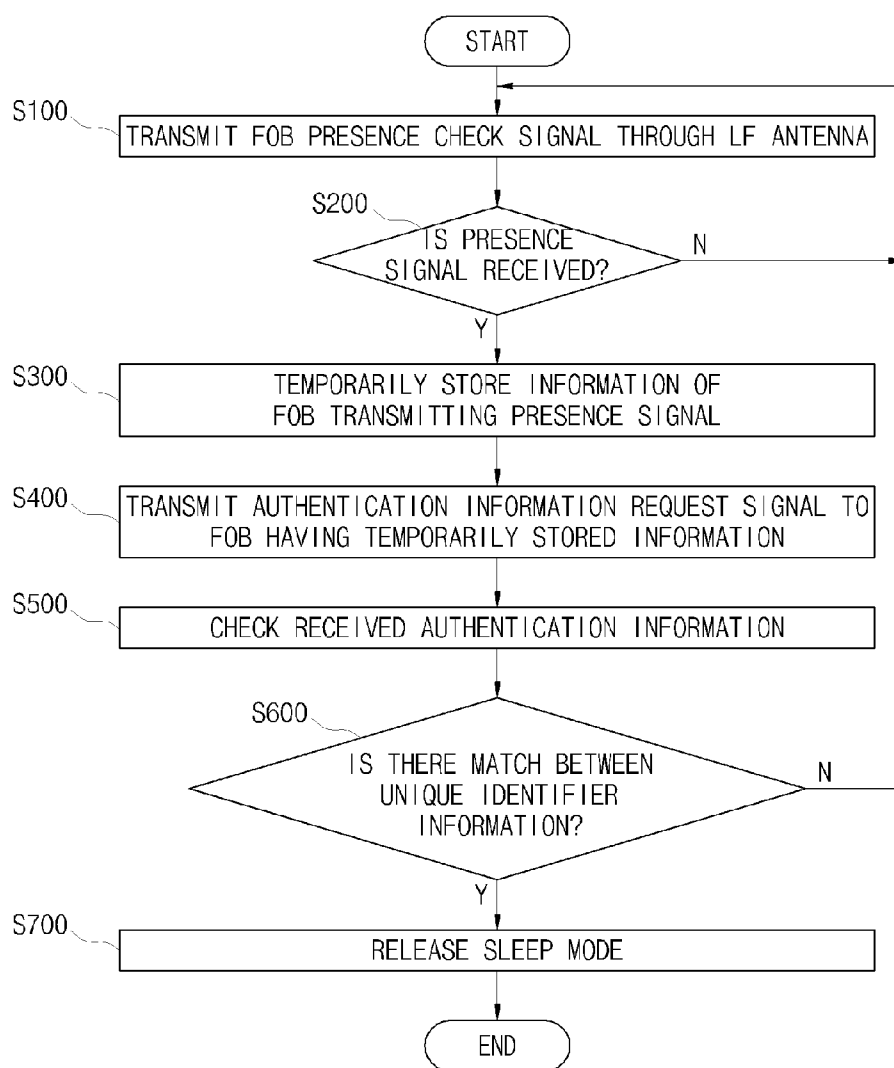 START
S100
TRANSMIT FOB PRESENCE CHECK SIGNAL THROUGH LF ANTENNA
S200
IS PRESENCE
SIGNAL RECEIVED?
N
Y
S300
TEMPORARILY STORE INFORMATION OF
FOB TRANSMITTING PRESENCE SIGNAL
S400
TRANSMIT AUTHENTICATION INFORMATION REQUEST SIGNAL TO
FOB HAVING TEMPORARILY STORED INFORMATION
S500
CHECK RECEIVED AUTHENTICATION INFORMATION
S600
IS THERE MATCH BETWEEN
UNIQUE IDENTIFIER
INFORMATION?
N
Y
S700
RELEASE SLEEP MODE
END